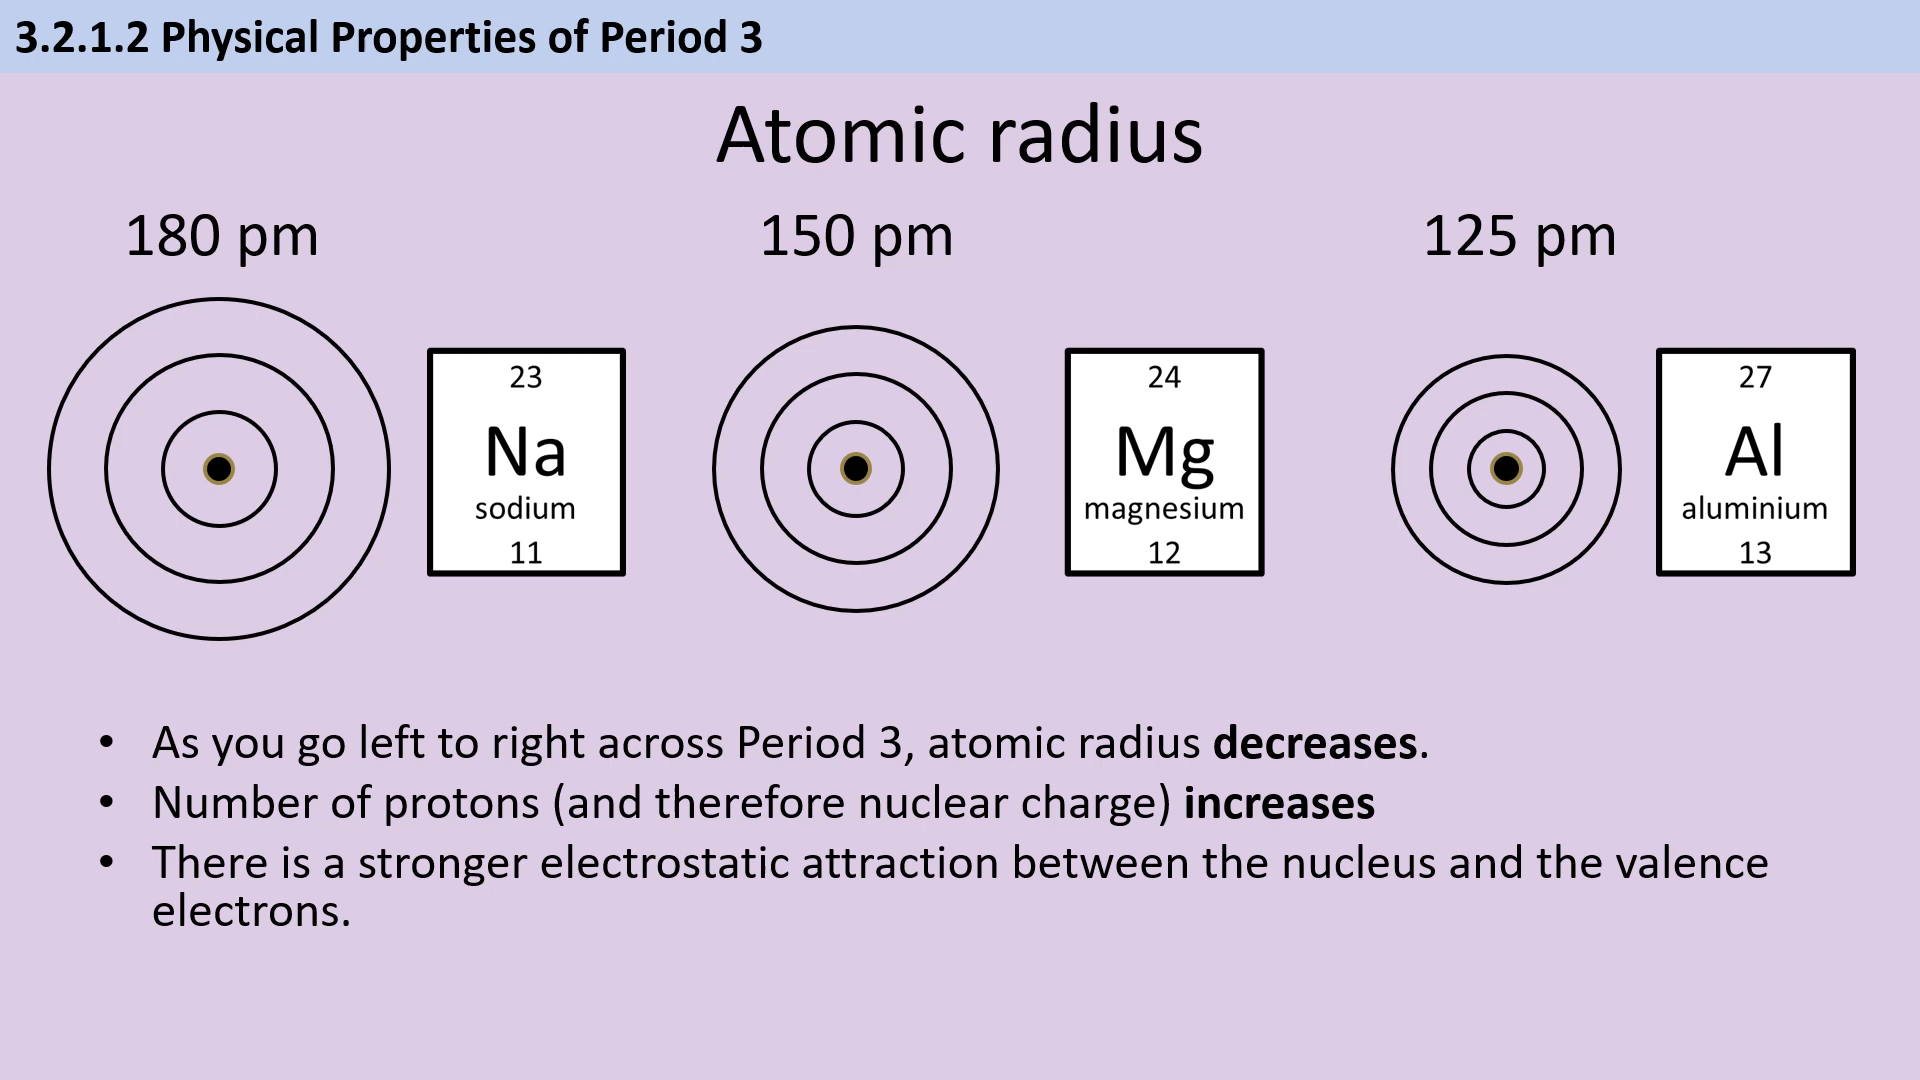 3.2.1.2 Physical Properties of Period 3
Atomic radius
180 pm
150 pm
125 pm
23
Na
sodium
11
24
Mg
magnesium
12
27
Al
aluminium
13
• As you go left to right across Period 3, atomic radius decreases.
• Number of protons (and therefore nuclear charge) increases
• There is a stronger electrostatic attraction between the nucleus and the valence
electrons.